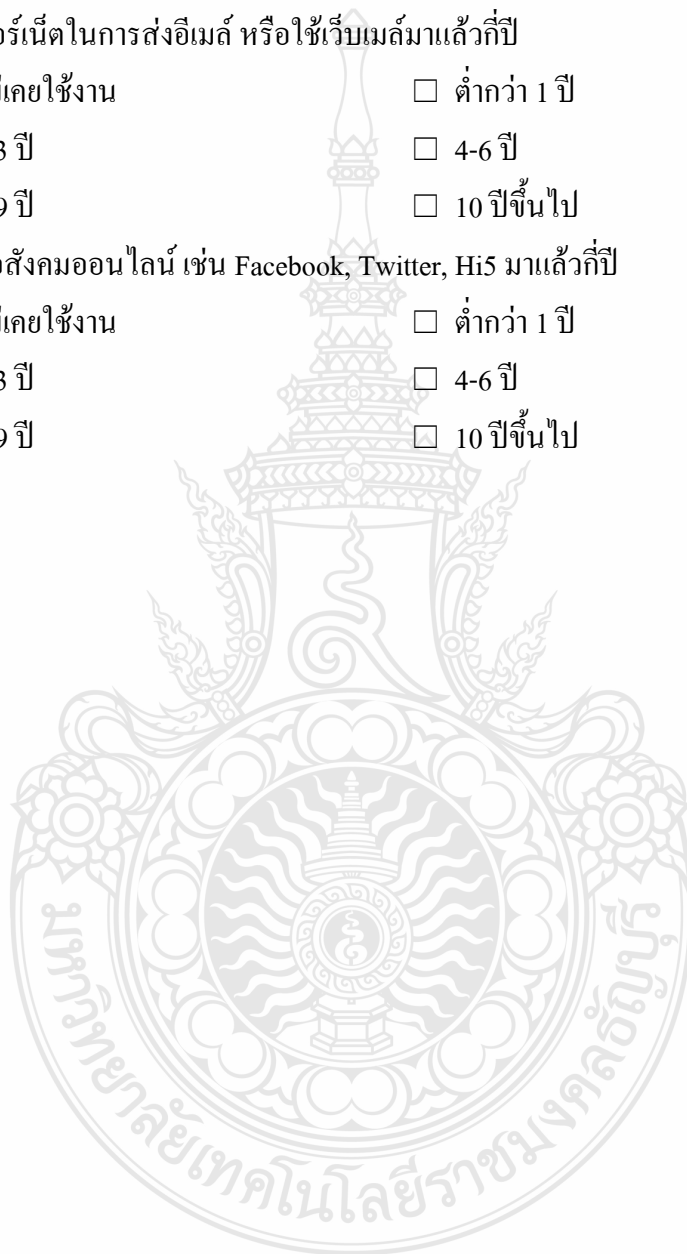 อร์เน็ตในการส่งอีเมล์ หรือใช้เว็บเมล์มาแล้วกี่ปี
เคยใช้งาน □ ต่ำกว่า 1 ปี
3 ปี □ 4-6 ปี
9 ปี □ 10 ปีขึ้นไป
สังคมออนไลน์ เช่น Facebook, Twitter, Hi5 มาแล้วกี่ปี
เคยใช้งาน □ ต่ำกว่า 1 ปี
3 ปี □ 4-6 ปี
9 ปี □ 10 ปีขึ้นไป
มหาวิทยาลัยเทคโนโลยีราชมงคลธัญบุรี